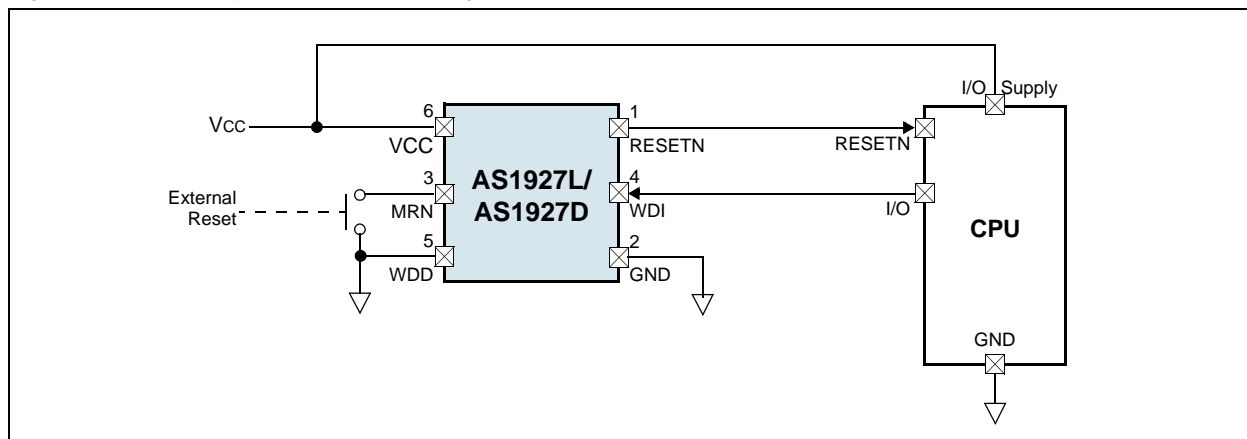 I/O Supply
6
1
VCC
VCC
RESETN
RESETN
AS1927L/
AS1927D
3
4
External
Reset
MRN
WDI
I/O
CPU
5
2
WDD
GND
GND